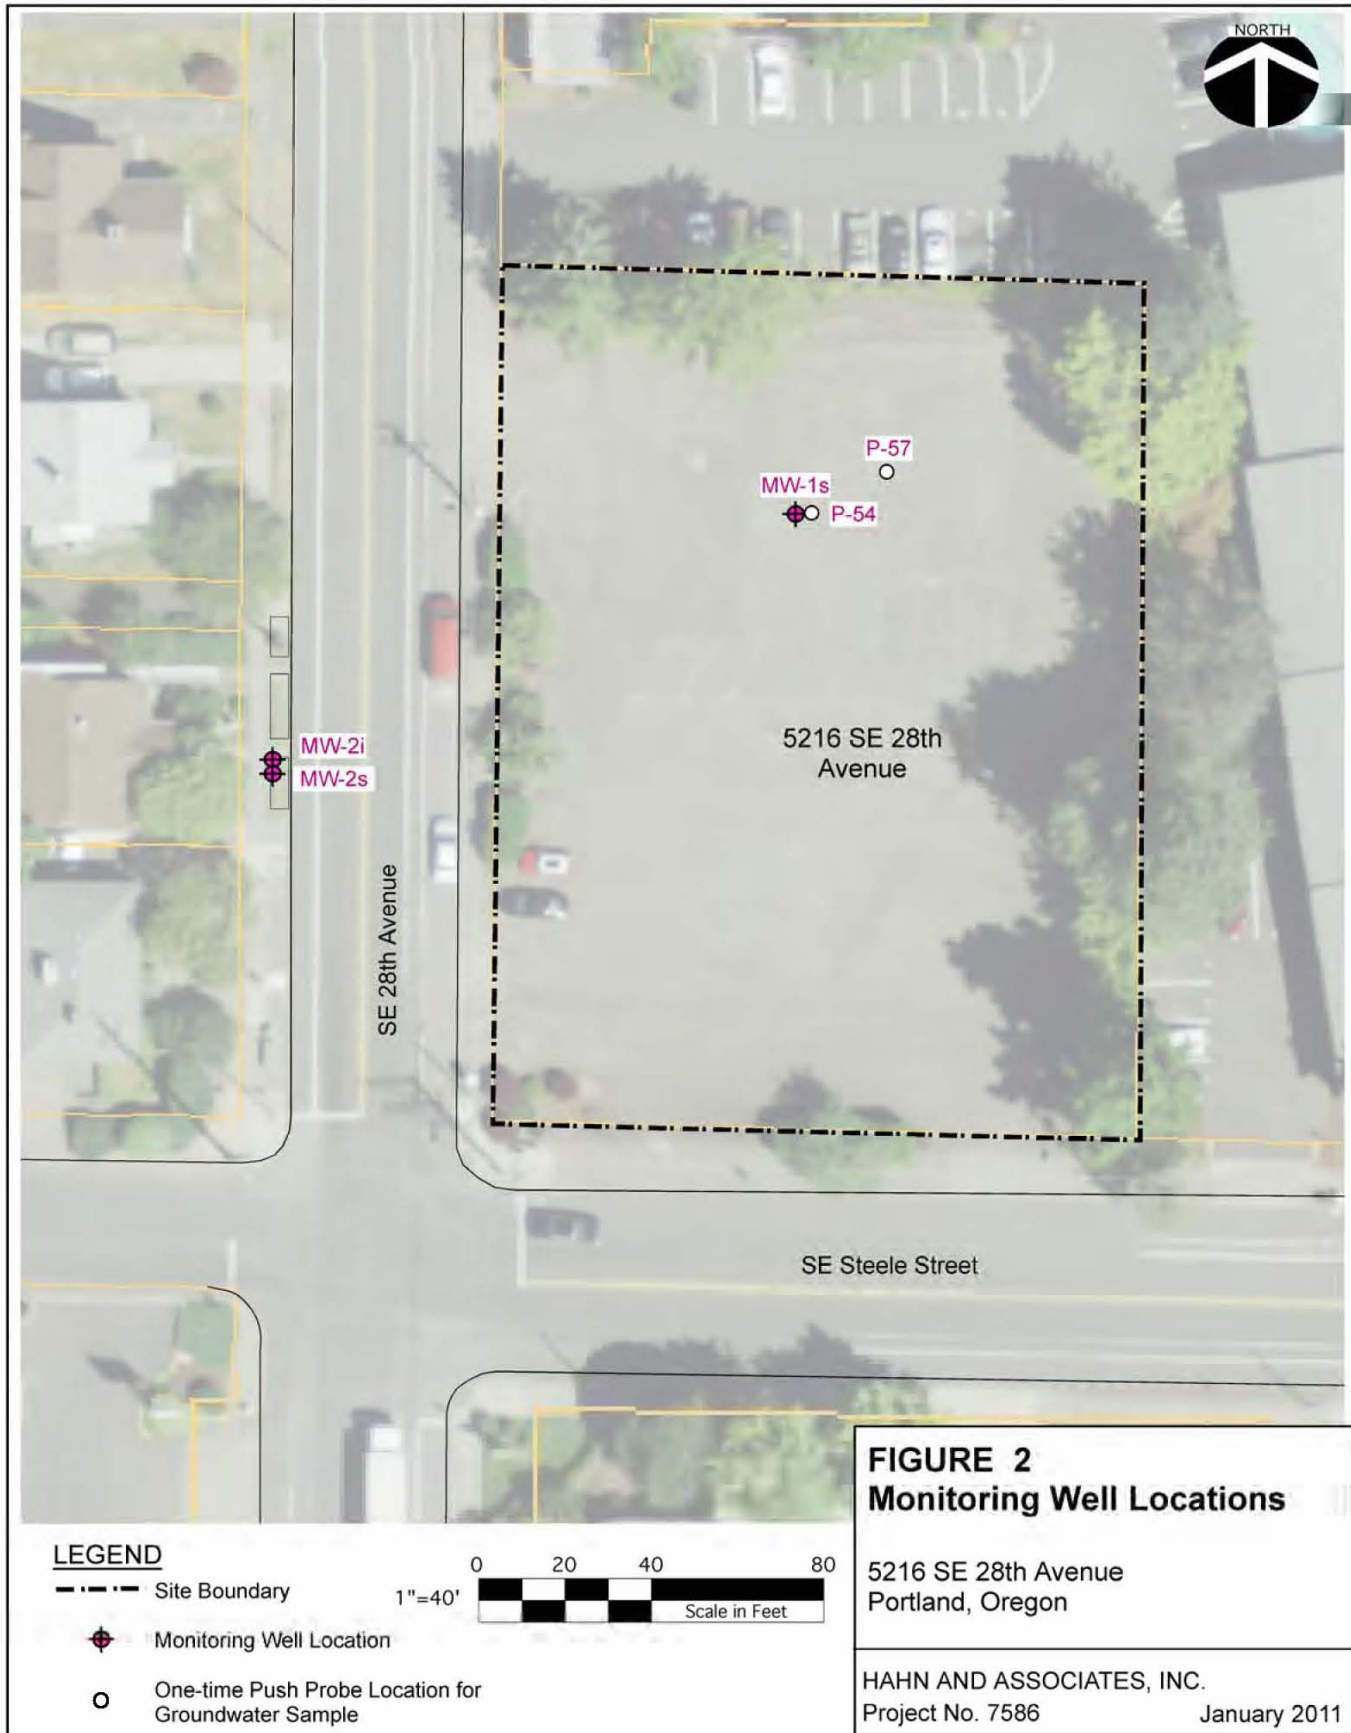 NORTH
P-57
MW-1s
P-54
MW-2i
MW-2s
5216 SE 28th
Avenue
SE 28th Avenue
SE Steele Street
FIGURE 2
Monitoring Well Locations
5216 SE 28th Avenue
Portland, Oregon
HAHN AND ASSOCIATES, INC.
Project No. 7586
January 2011
LEGEND
Site Boundary
Monitoring Well Location
One-time Push Probe Location for
Groundwater Sample
0 20 40 80
1"=40'
Scale in Feet